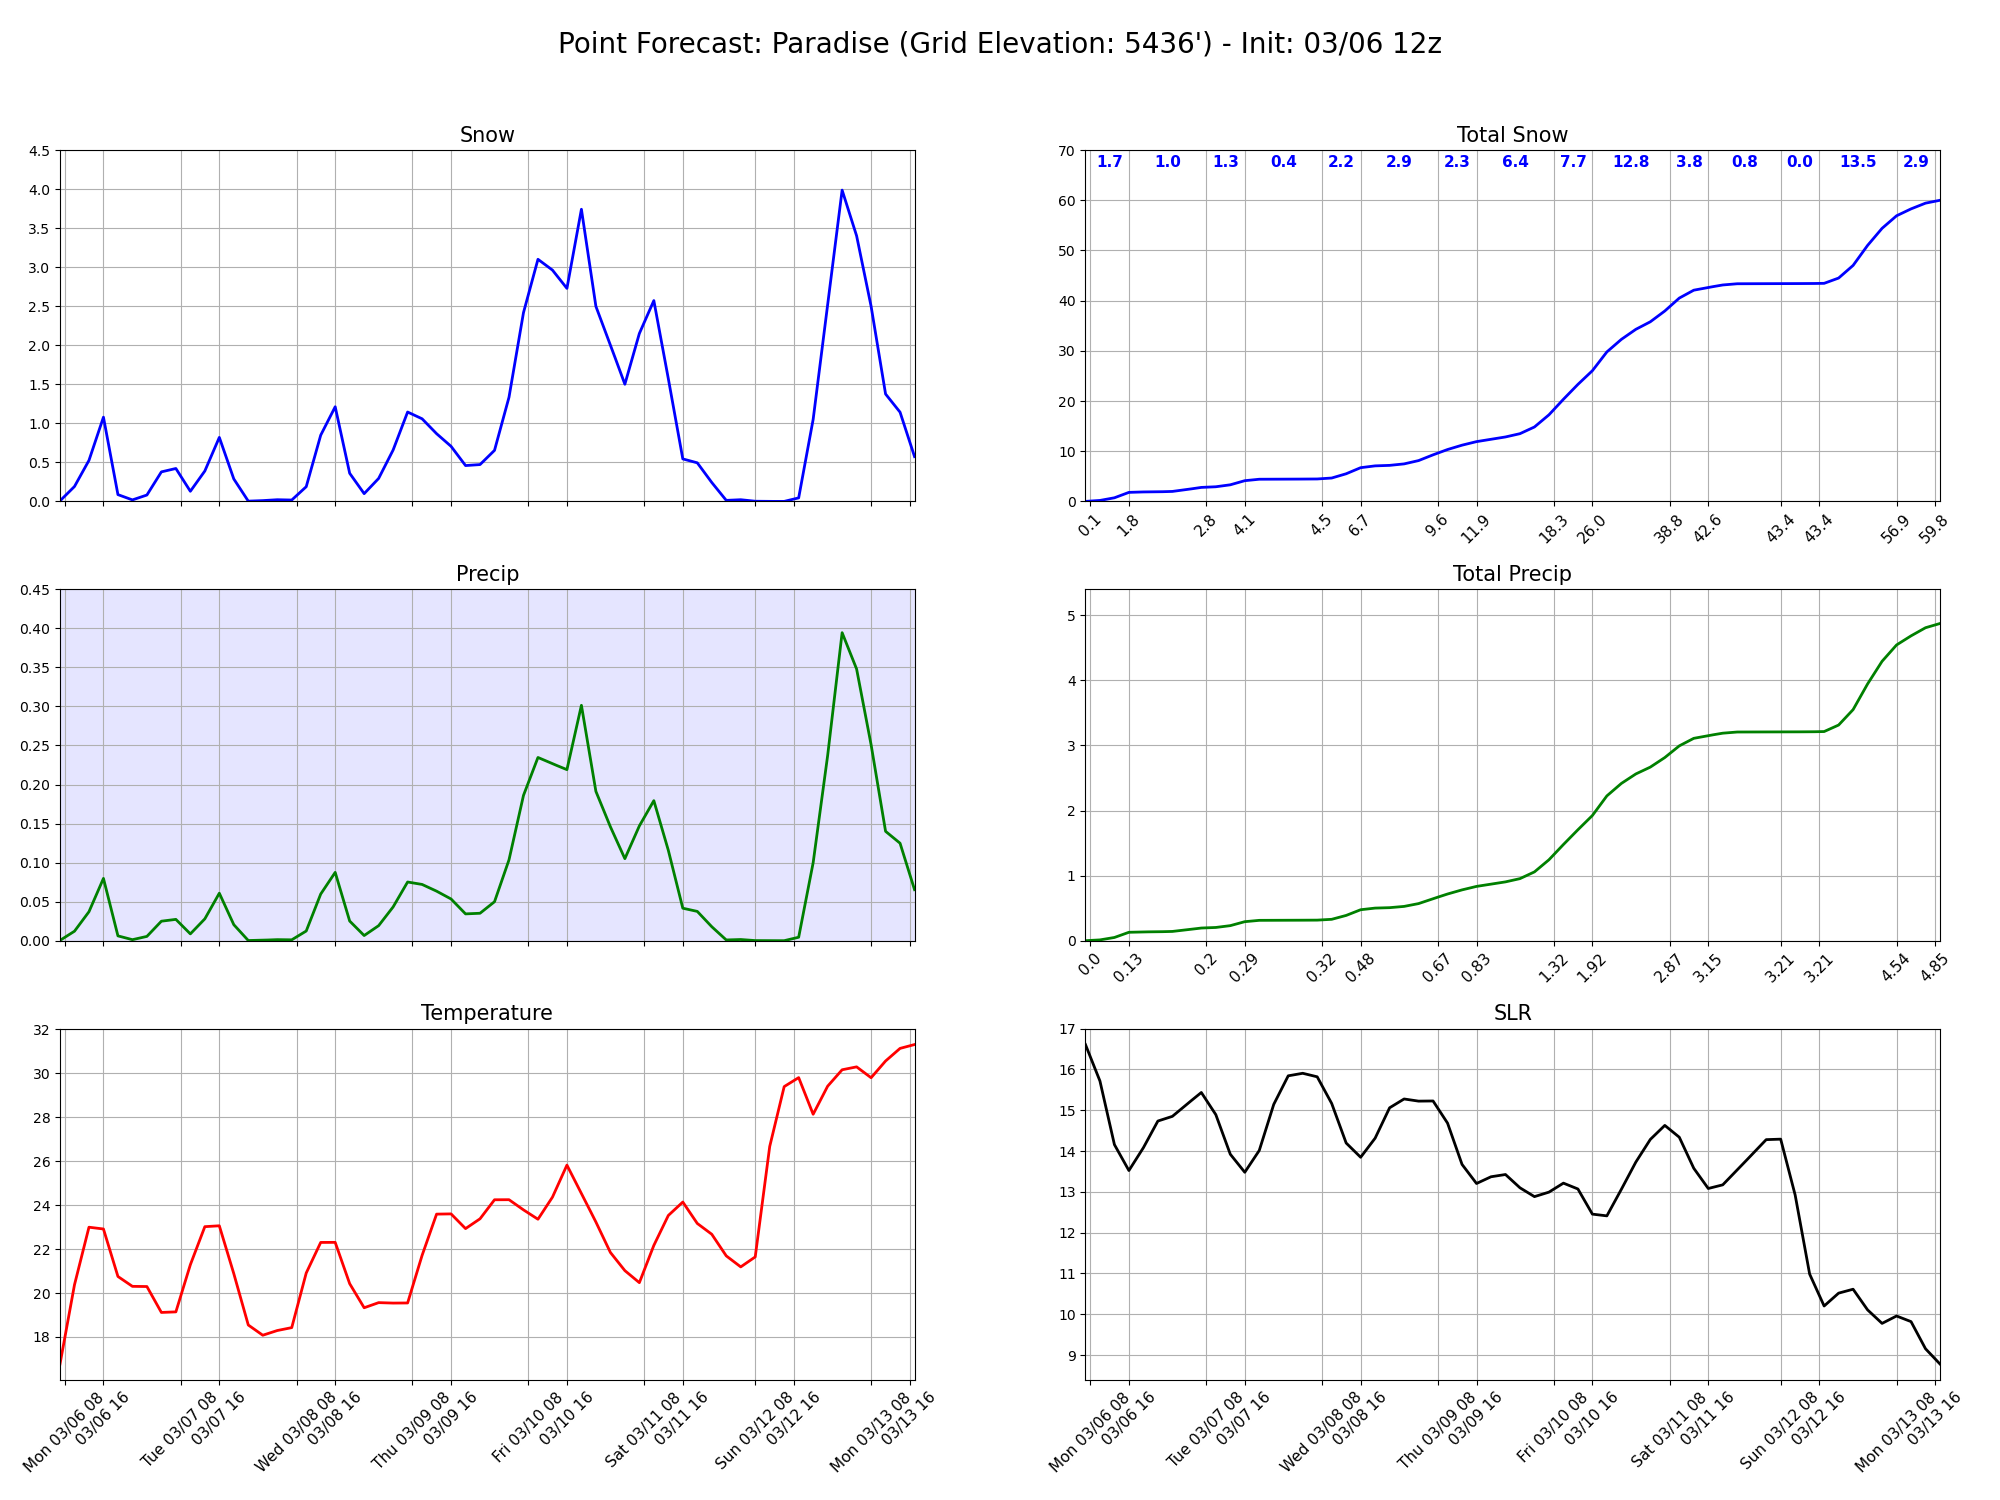 Point Forecast: Paradise (Grid Elevation: 5436') - Init: 03/06 12z
Snow
4.5
4.0
3.5
3.0
2.5
2.0
1.5
1.0
0.5
0.0
Total Snow
1.7 1.0 1.3 0.4 2.2 2.9 2.3 6.4 7.7 12.8 3.8 0.8 0.0 13.5 2.9
70
60
50
40
30
20
10
0
0.1 1.8 2.8 4.1 4.5 6.7 9.6 11.9 18.3 26.0 38.8 42.6 43.4 43.4 56.9 59.8
Precip
0.45
0.40
0.35
0.30
0.25
0.20
0.15
0.10
0.05
0.00
Total Precip
5
4
3
2
1
0
0.0 0.13 0.2 0.29 0.32 0.48 0.67 0.83 1.32 1.92 2.87 3.15 3.21 3.21 4.54 4.85
Temperature
32
30
28
26
24
22
20
18
Mon 03/06 08
03/06 16
Tue 03/07 08
03/07 16
Wed 03/08 08
03/08 16
Thu 03/09 08
03/09 16
Fri 03/10 08
03/10 16
Sat 03/11 08
03/11 16
Sun 03/12 08
03/12 16
Mon 03/13 08
03/13 16
SLR
17
16
15
14
13
12
11
10
9
Mon 03/06 08
03/06 16
Tue 03/07 08
03/07 16
Wed 03/08 08
03/08 16
Thu 03/09 08
03/09 16
Fri 03/10 08
03/10 16
Sat 03/11 08
03/11 16
Sun 03/12 08
03/12 16
Mon 03/13 08
03/13 16